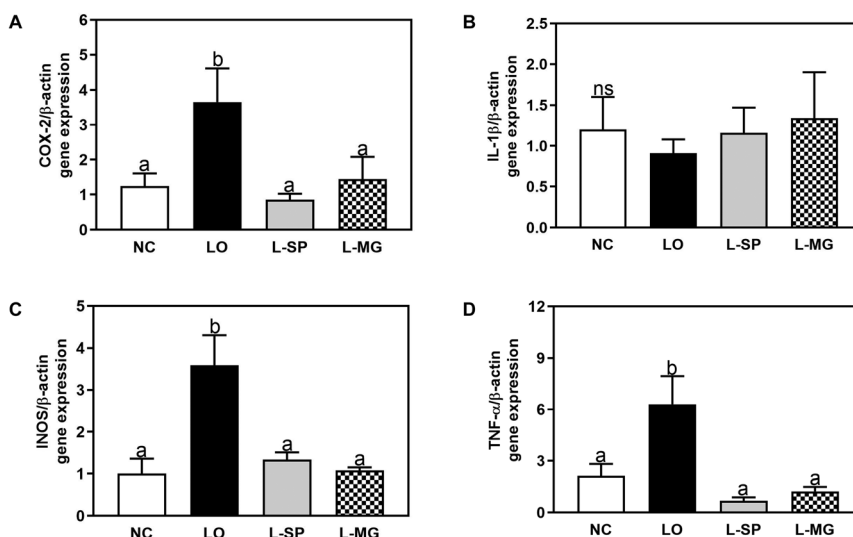 A
COX-2/β-actin
gene expression
6
5
4
3
2
1
0
a
b
a
a
NC
LO
L-SP
L-MG
B
IL-1β/β-actin
gene expression
2.5
2.0
1.5
1.0
0.5
0.0
ns
NC
LO
L-SP
L-MG
C
INOS/β-actin
gene expression
5
4
3
2
1
0
a
b
a
a
NC
LO
L-SP
L-MG
D
TNF-α/β-actin
gene expression
12
9
6
3
0
a
b
a
a
NC
LO
L-SP
L-MG